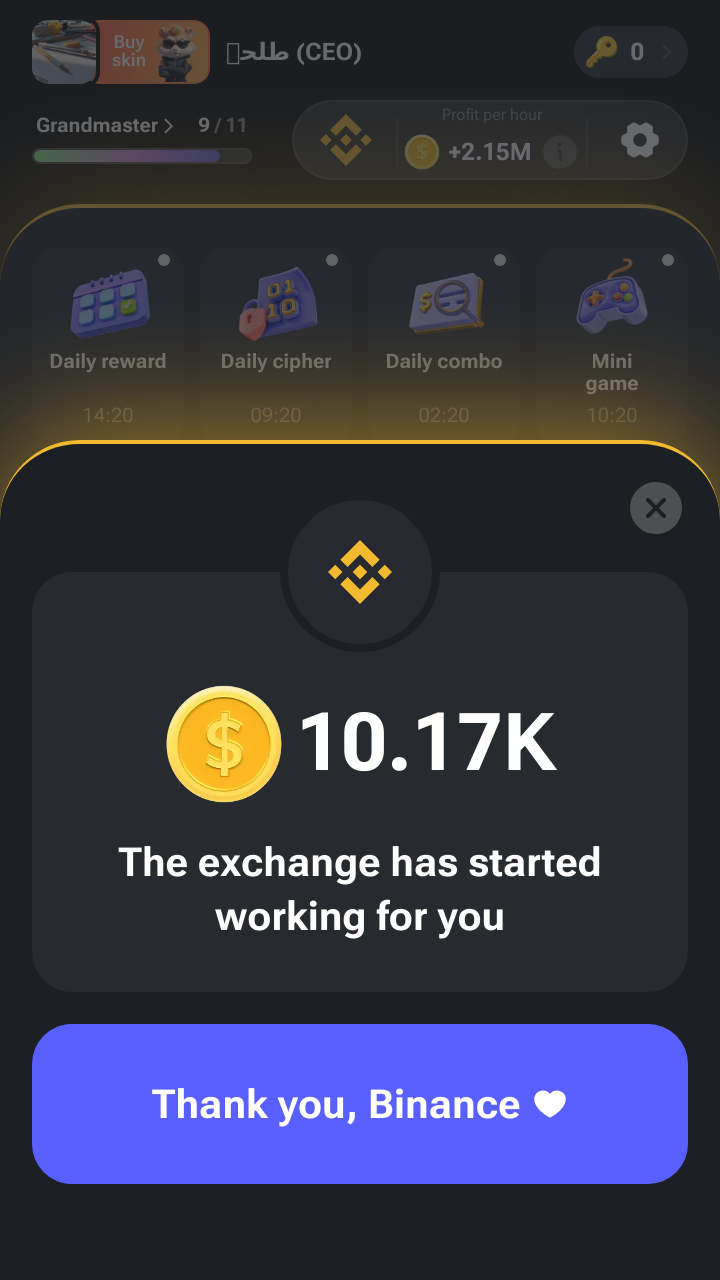 Buy
skin
طلحہ (CEO)
0
Grandmaster
9 / 11
Profit per hour
+2.15M
Daily reward
Daily cipher
Daily combo
Mini
game
14:20
09:20
02:20
10:20
10.17K
The exchange has started
working for you
Thank you, Binance 🤍